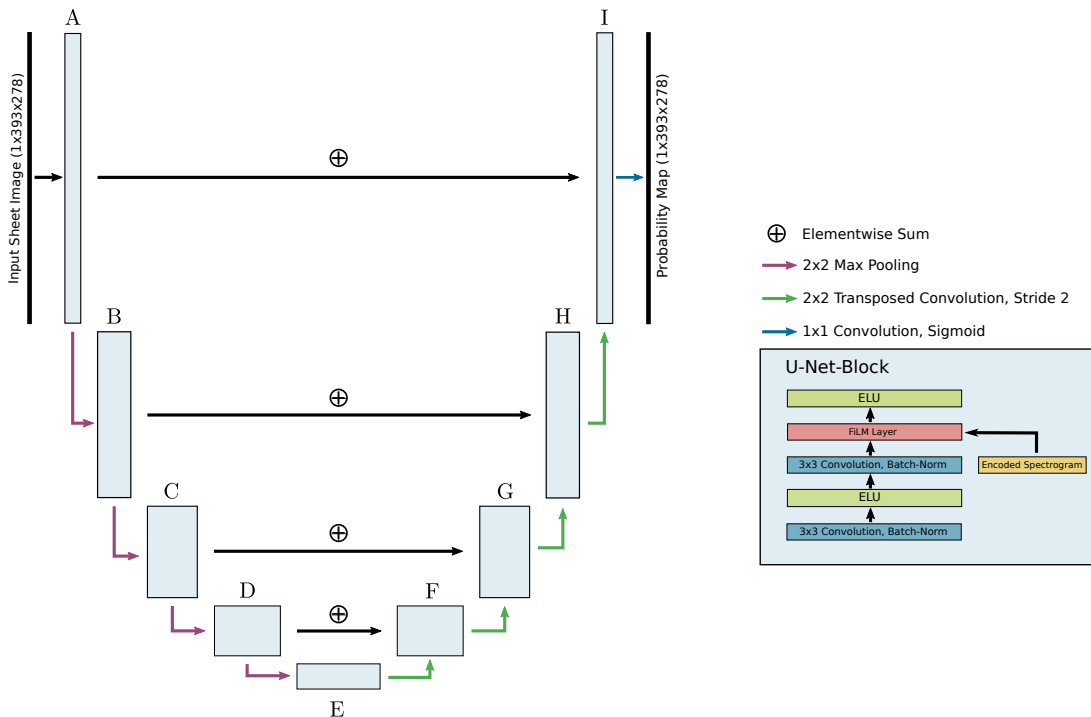 A
I
Input Sheet Image (1x393x278)
Probability Map (1x393x278)
⊕
B
H
⊕
C
G
⊕
D
F
⊕
E
⊕ Elementwise Sum
2x2 Max Pooling
2x2 Transposed Convolution, Stride 2
1x1 Convolution, Sigmoid
U-Net-Block
ELU
FiLM Layer
3x3 Convolution, Batch-Norm
Encoded Spectrogram
ELU
3x3 Convolution, Batch-Norm